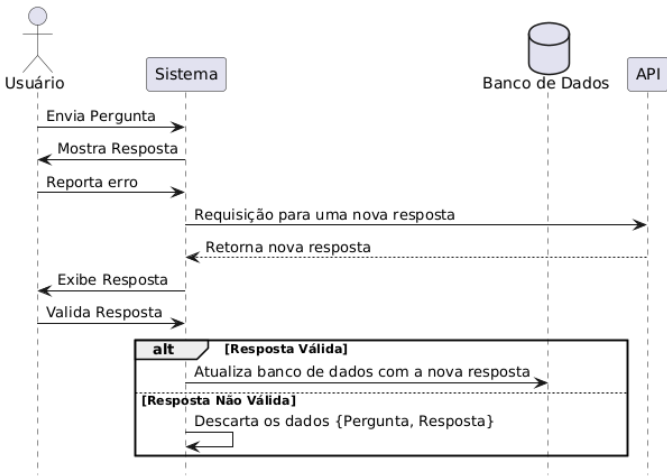 Usuário
Sistema
Banco de Dados
API
Envia Pergunta
Mostra Resposta
Reporta erro
Requisição para uma nova resposta
Retorna nova resposta
Exibe Resposta
Valida Resposta
alt [Resposta Válida]
Atualiza banco de dados com a nova resposta
[Resposta Não Válida]
Descarta os dados {Pergunta, Resposta}